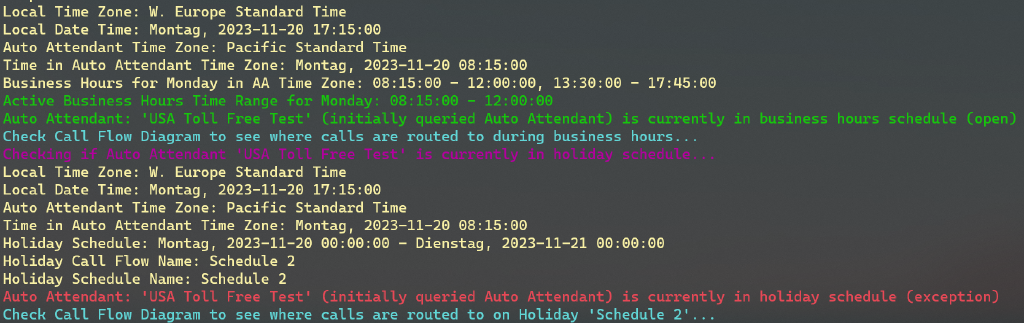 Local Time Zone: W. Europe Standard Time
Local Date Time: Montag, 2023-11-20 17:15:00
Auto Attendant Time Zone: Pacific Standard Time
Time in Auto Attendant Time Zone: Montag, 2023-11-20 08:15:00
Business Hours for Monday in AA Time Zone: 08:15:00 - 12:00:00, 13:30:00 - 17:45:00
Active Business Hours Time Range for Monday: 08:15:00 - 12:00:00
Auto Attendant: 'USA Toll Free Test' (initially queried Auto Attendant) is currently in business hours schedule (open)
Check Call Flow Diagram to see where calls are routed to during business hours...
Checking if Auto Attendant 'USA Toll Free Test' is currently in holiday schedule...
Local Time Zone: W. Europe Standard Time
Local Date Time: Montag, 2023-11-20 17:15:00
Auto Attendant Time Zone: Pacific Standard Time
Time in Auto Attendant Time Zone: Montag, 2023-11-20 08:15:00
Holiday Schedule: Montag, 2023-11-20 00:00:00 - Dienstag, 2023-11-21 00:00:00
Holiday Call Flow Name: Schedule 2
Holiday Schedule Name: Schedule 2
Auto Attendant: 'USA Toll Free Test' (initially queried Auto Attendant) is currently in holiday schedule (exception)
Check Call Flow Diagram to see where calls are routed to on Holiday 'Schedule 2'...